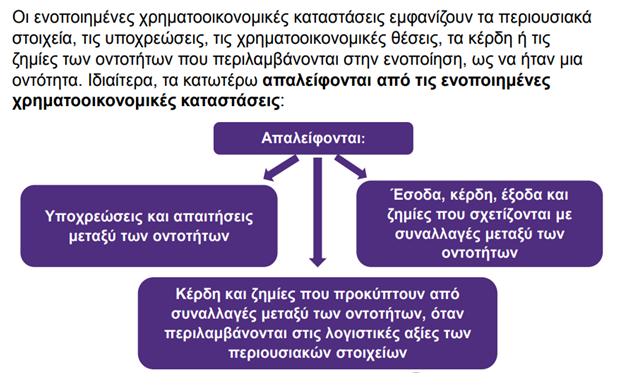 Οι ενοποιημένες χρηματοοικονομικές καταστάσεις εμφανίζουν τα περιουσιακά
στοιχεία, τις υποχρεώσεις, τις χρηματοοικονομικές θέσεις, τα κέρδη ή τις
ζημίες των οντοτήτων που περιλαμβάνονται στην ενοποίηση, ως να ήταν μια
οντότητα. Ιδιαίτερα, τα κατωτέρω απαλείφονται από τις ενοποιημένες
χρηματοοικονομικές καταστάσεις:
Απαλείφονται:
Υποχρεώσεις και απαιτήσεις
μεταξύ των οντοτήτων
Έσοδα, κέρδη, έξοδα και
ζημίες που σχετίζονται με
συναλλαγές μεταξύ των
οντοτήτων
Κέρδη και ζημίες που προκύπτουν από
συναλλαγές μεταξύ των οντοτήτων, όταν
περιλαμβάνονται στις λογιστικές αξίες των
περιουσιακών στοιχείων